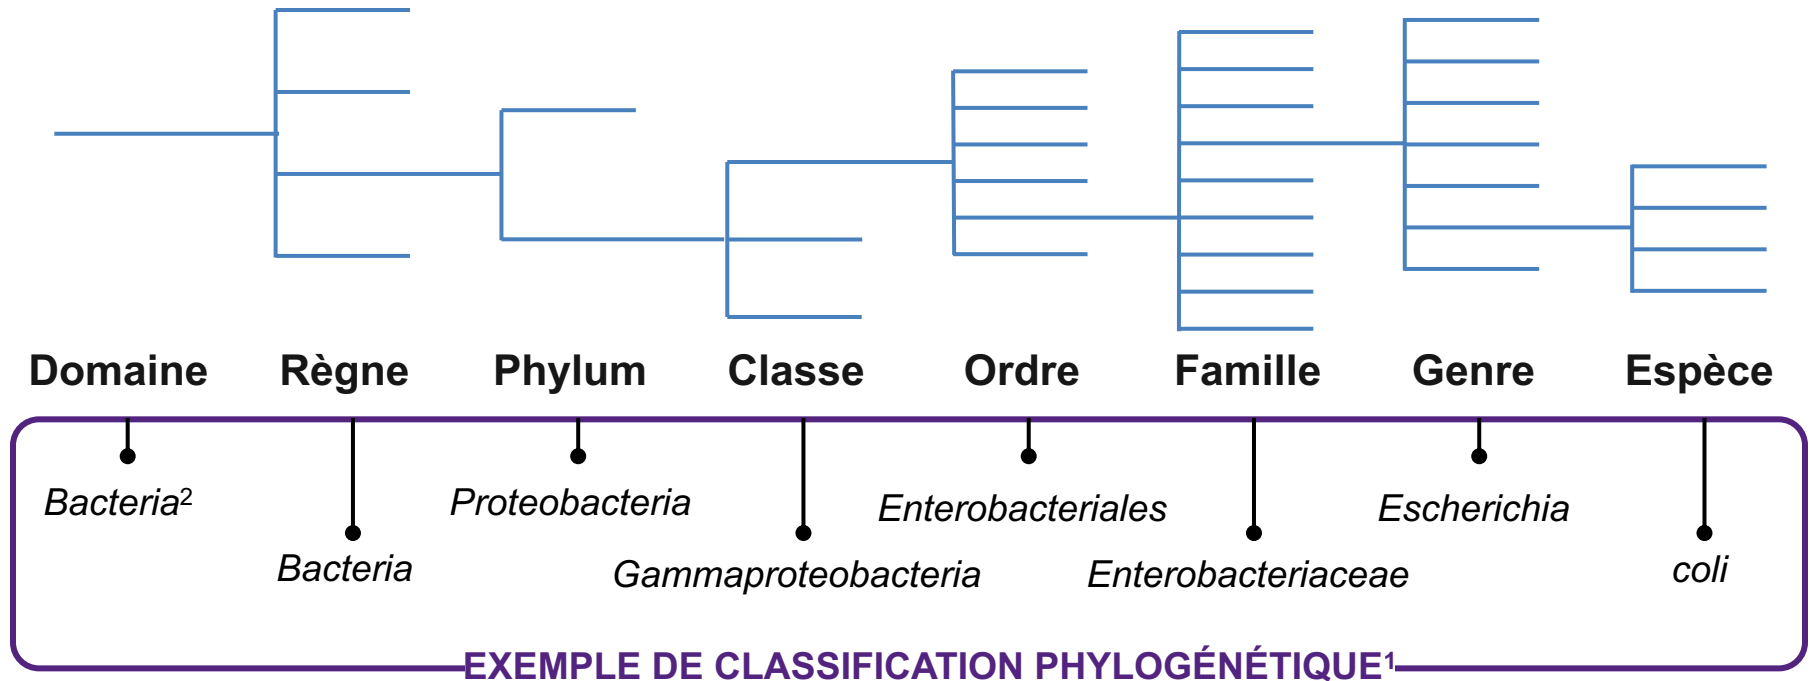 Domaine Règne Phylum Classe Ordre Famille Genre Espèce
Bacteria²
Proteobacteria
Enterobacteriales
Escherichia
Bacteria
Gammaproteobacteria
Enterobacteriaceae
coli
EXEMPLE DE CLASSIFICATION PHYLOGÉNÉTIQUE¹